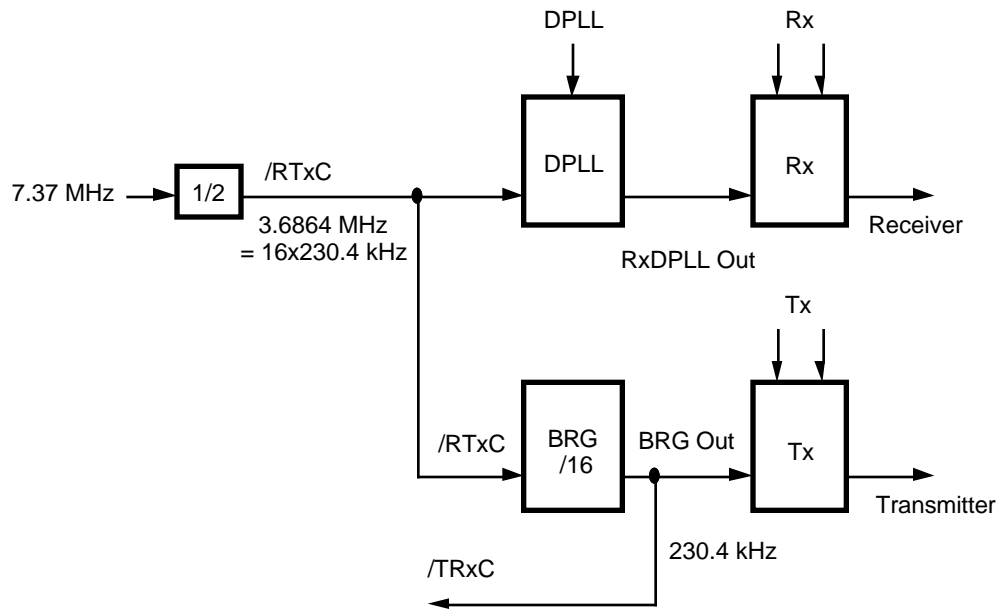 DPLL
Rx
7.37 MHz
1/2
/RTxC
3.6864 MHz
= 16x230.4 kHz
DPLL
RxDPLL Out
Rx
Receiver
Tx
/RTxC
BRG
/16
BRG Out
Tx
Transmitter
230.4 kHz
/TRxC